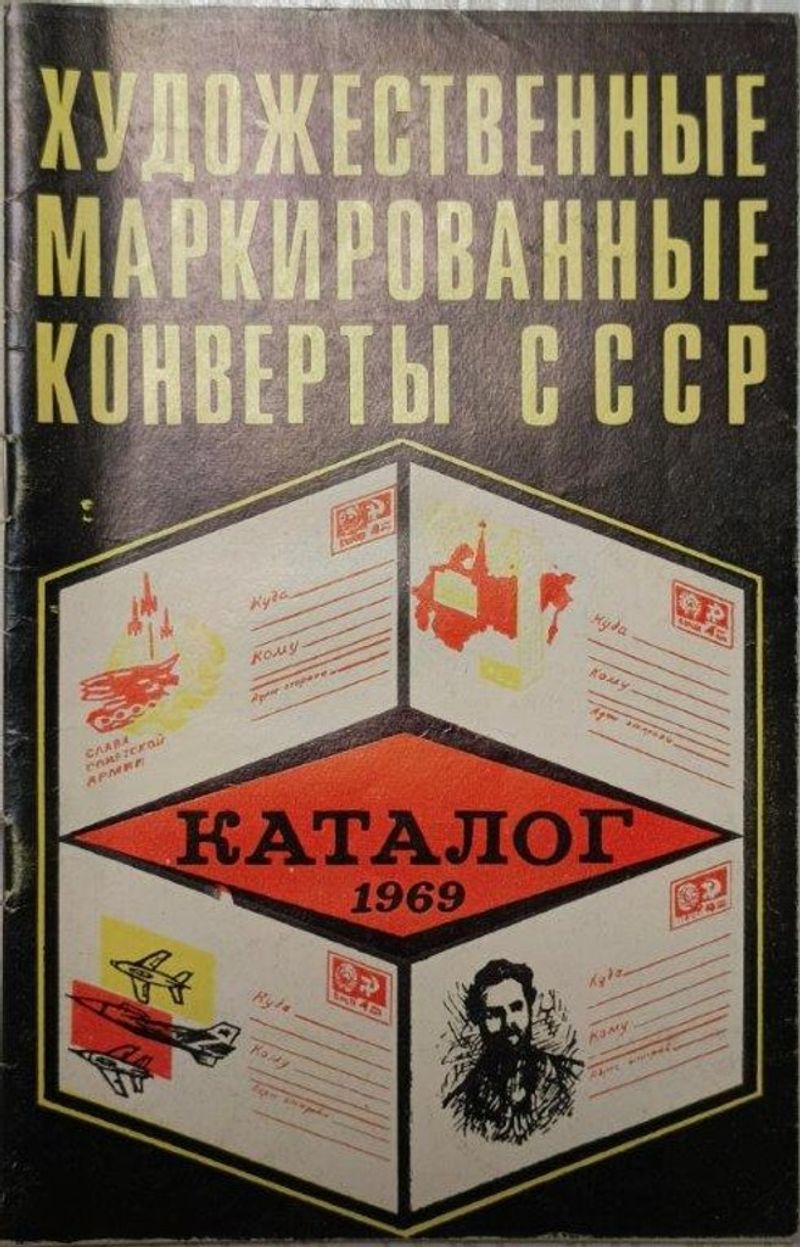 ХУДОЖЕСТВЕННЫЕ
МАРКИРОВАННЫЕ
КОНВЕРТЫ СССР
Куда
Кому
СЛАВА
СОВЕТСКОЙ
АРМИИ
Куда
Кому
КАТАЛОГ
1969
Куда
Кому
Куда
Кому